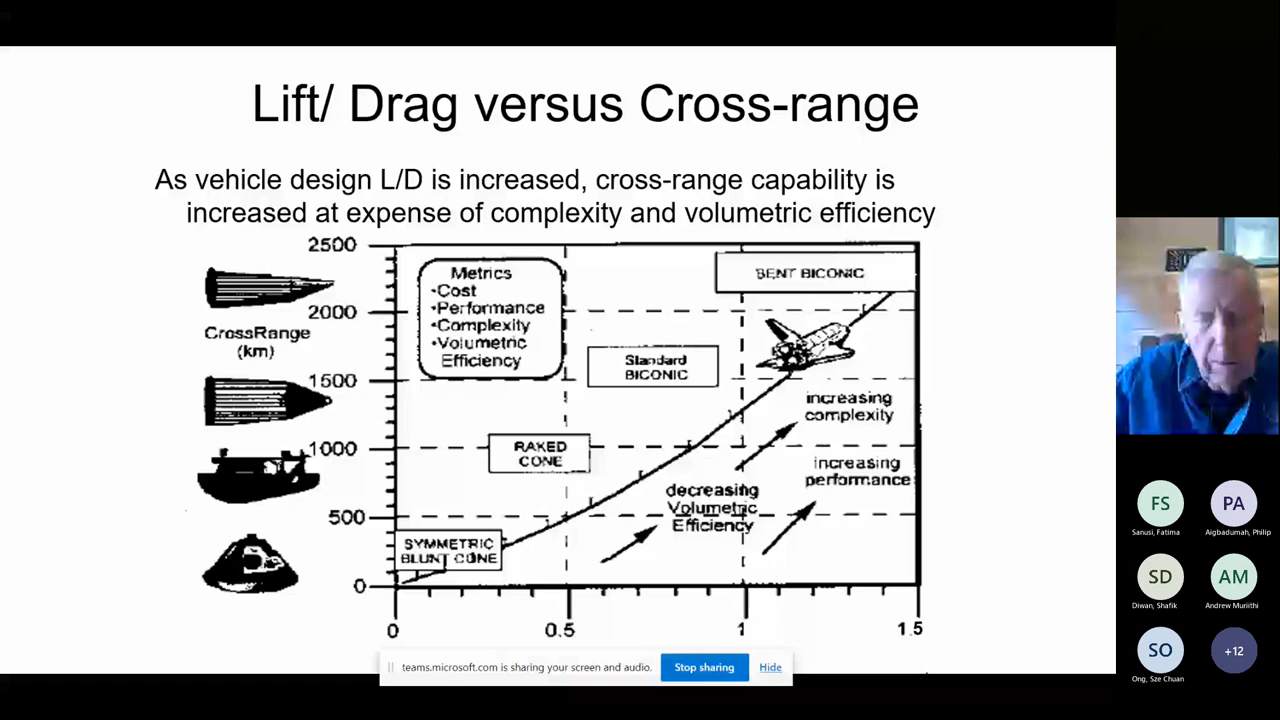 Lift/ Drag versus Cross-range
As vehicle design L/D is increased, cross-range capability is
increased at expense of complexity and volumetric efficiency
2500
2000
1500
1000
500
0
CrossRange
(km)
Metrics
•Cost
•Performance
•Complexity
•Volumetric
Efficiency
BENT BICONIC
Standard
BICONIC
RAKED
CONE
SYMMETRIC
BLUNT CONE
increasing
complexity
increasing
performance
decreasing
Volumetric
Efficiency
0
0.5
1
1.5
teams.microsoft.com is sharing your screen and audio.
Stop sharing
Hide
FS
Sanusi, Fatima
PA
Aigbadumah, Philip
SD
Diwan, Shafik
AM
Andrew Muriithi
SO
Ong, Sze Chuan
+12